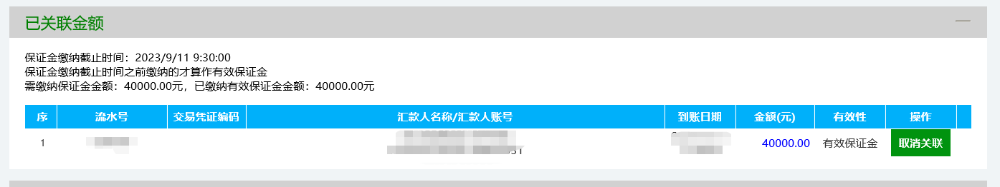 已关联金额
保证金缴纳截止时间：2023/9/11 9:30:00
保证金缴纳截止时间之前缴纳的才算作有效保证金
需缴纳保证金金额：40000.00元，已缴纳有效保证金金额：40000.00元
序 流水号 交易凭证编码 汇款人名称/汇款人账号 到账日期 金额(元) 有效性 操作
1 40000.00 有效保证金 取消关联